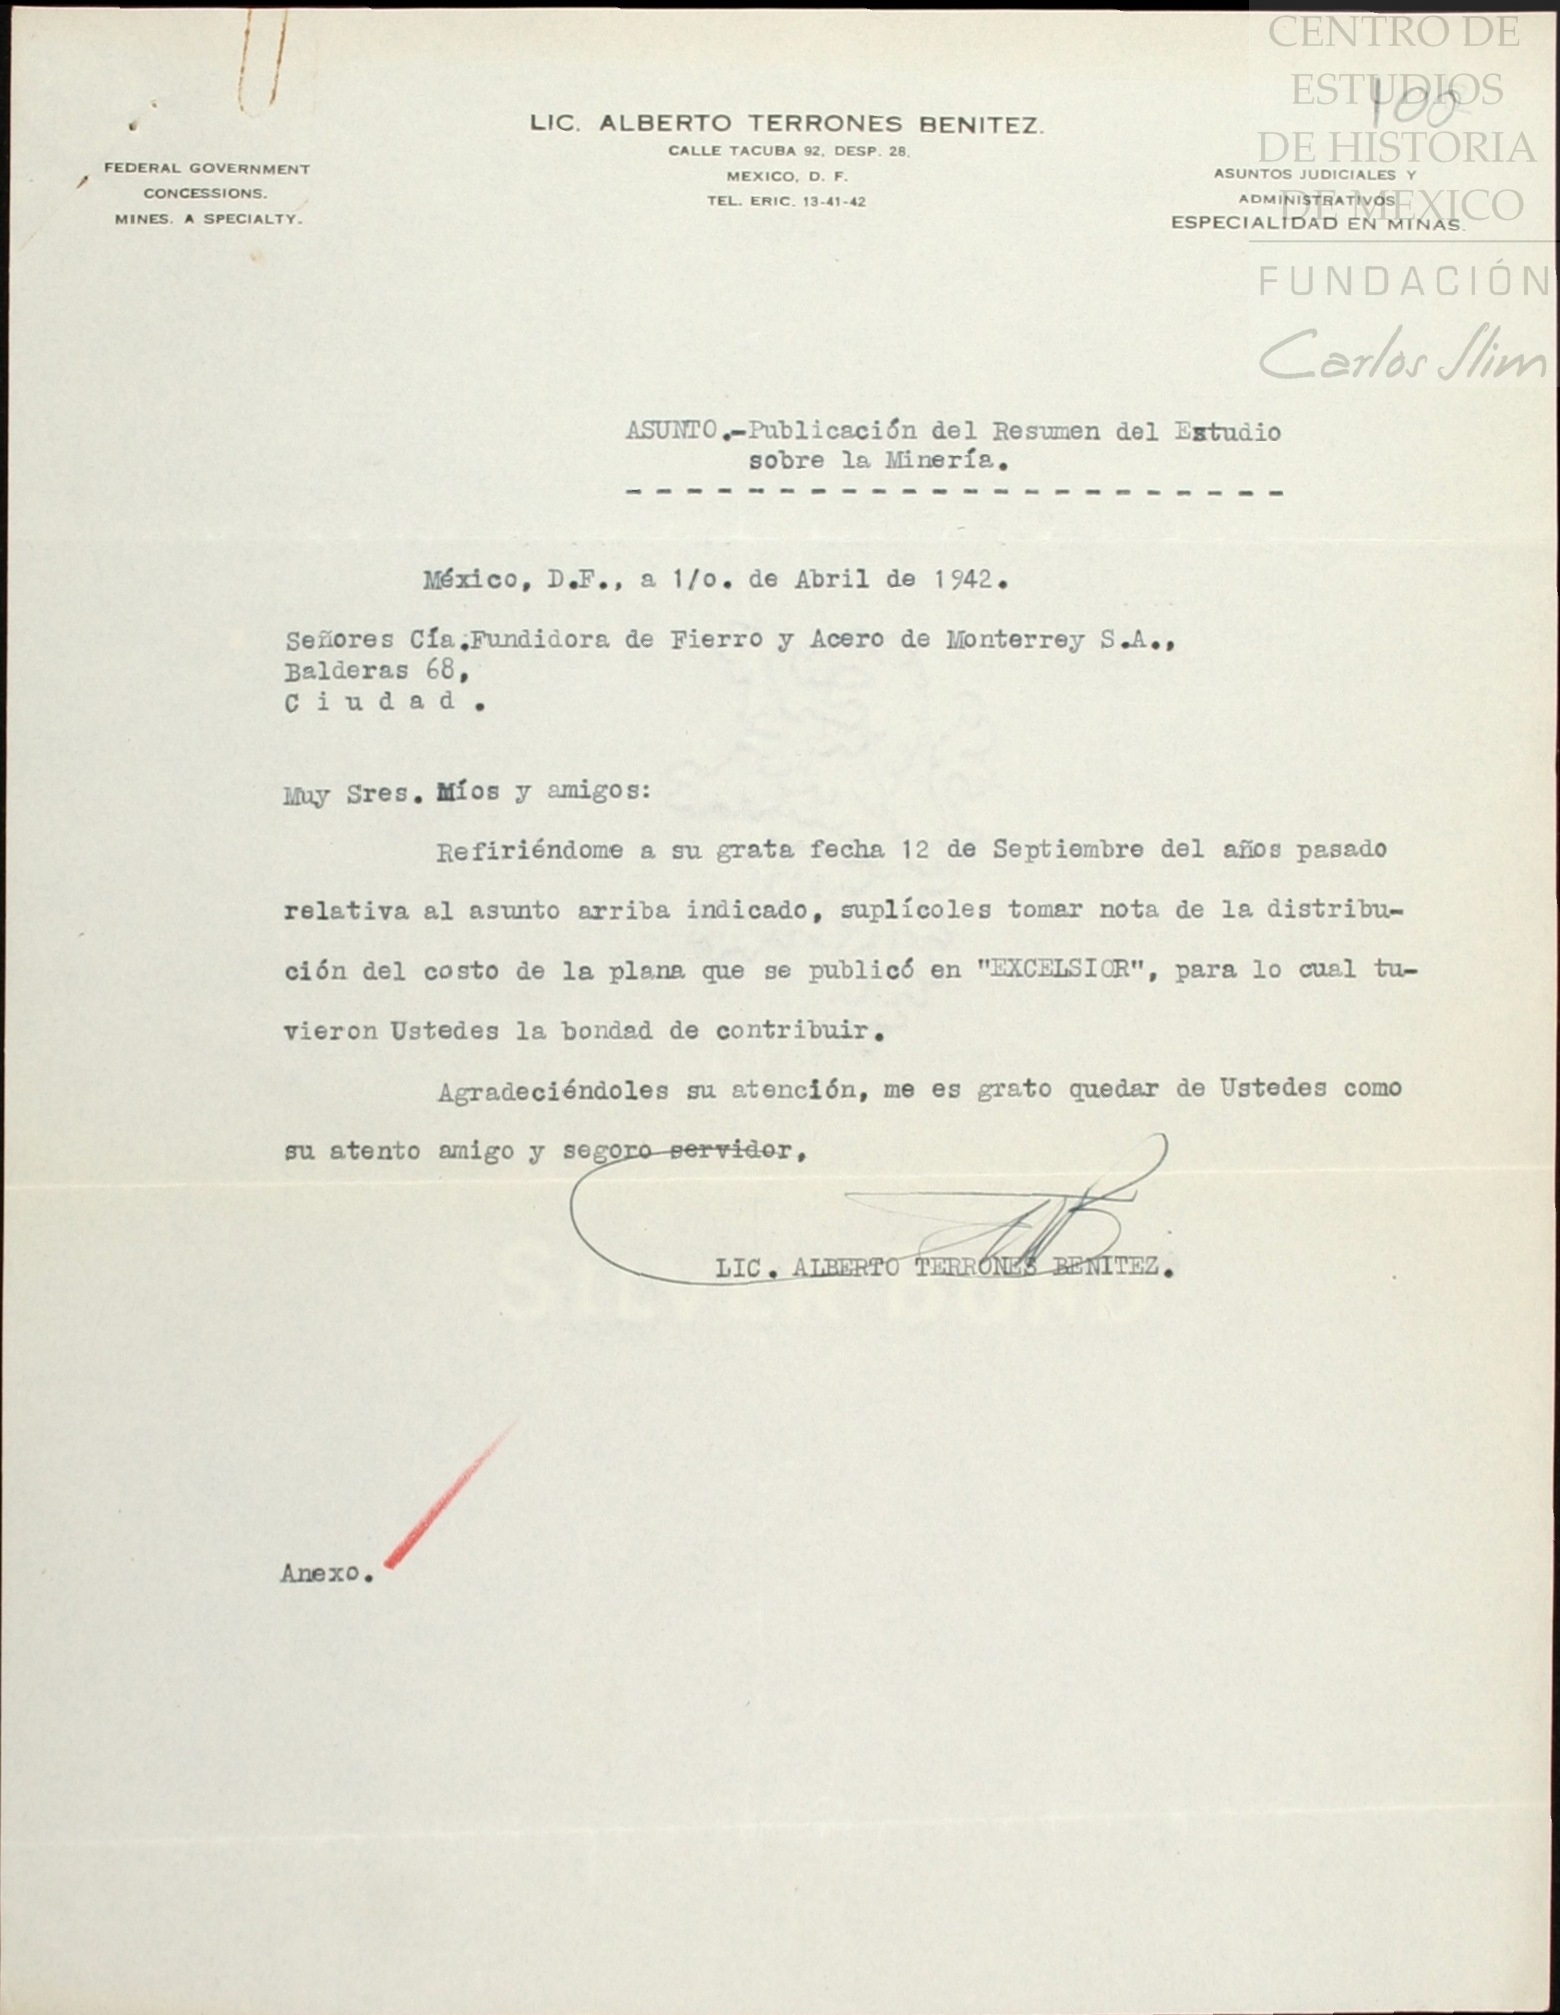 CENTRO DE
ESTUDIOS
DE HISTORIA
DE MEXICO
FUNDACIÓN
Carlos Slim
100
LIC. ALBERTO TERRONES BENITEZ.
CALLE TACUBA 92, DESP. 28.
MEXICO, D. F.
TEL. ERIC. 13-41-42
FEDERAL GOVERNMENT
CONCESSIONS.
MINES. A SPECIALTY.
ASUNTOS JUDICIALES Y
ADMINISTRATIVOS
ESPECIALIDAD EN MINAS.
ASUNTO.-Publicación del Resumen del Estudio
sobre la Minería.
- - - - - - - - - - - - - - - - - - - - - -
México, D.F., a 1/o. de Abril de 1942.
Señores Cía.Fundidora de Fierro y Acero de Monterrey S.A.,
Balderas 68,
C i u d a d .
Muy Sres. Míos y amigos:
Refiriéndome a su grata fecha 12 de Septiembre del años pasado
relativa al asunto arriba indicado, suplícoles tomar nota de la distribu-
ción del costo de la plana que se publicó en "EXCELSIOR", para lo cual tu-
vieron Ustedes la bondad de contribuir.
Agradeciéndoles su atención, me es grato quedar de Ustedes como
su atento amigo y segoro servidor,
LIC. ALBERTO TERRONES BENITEZ.
SILVER BOND
Anexo.